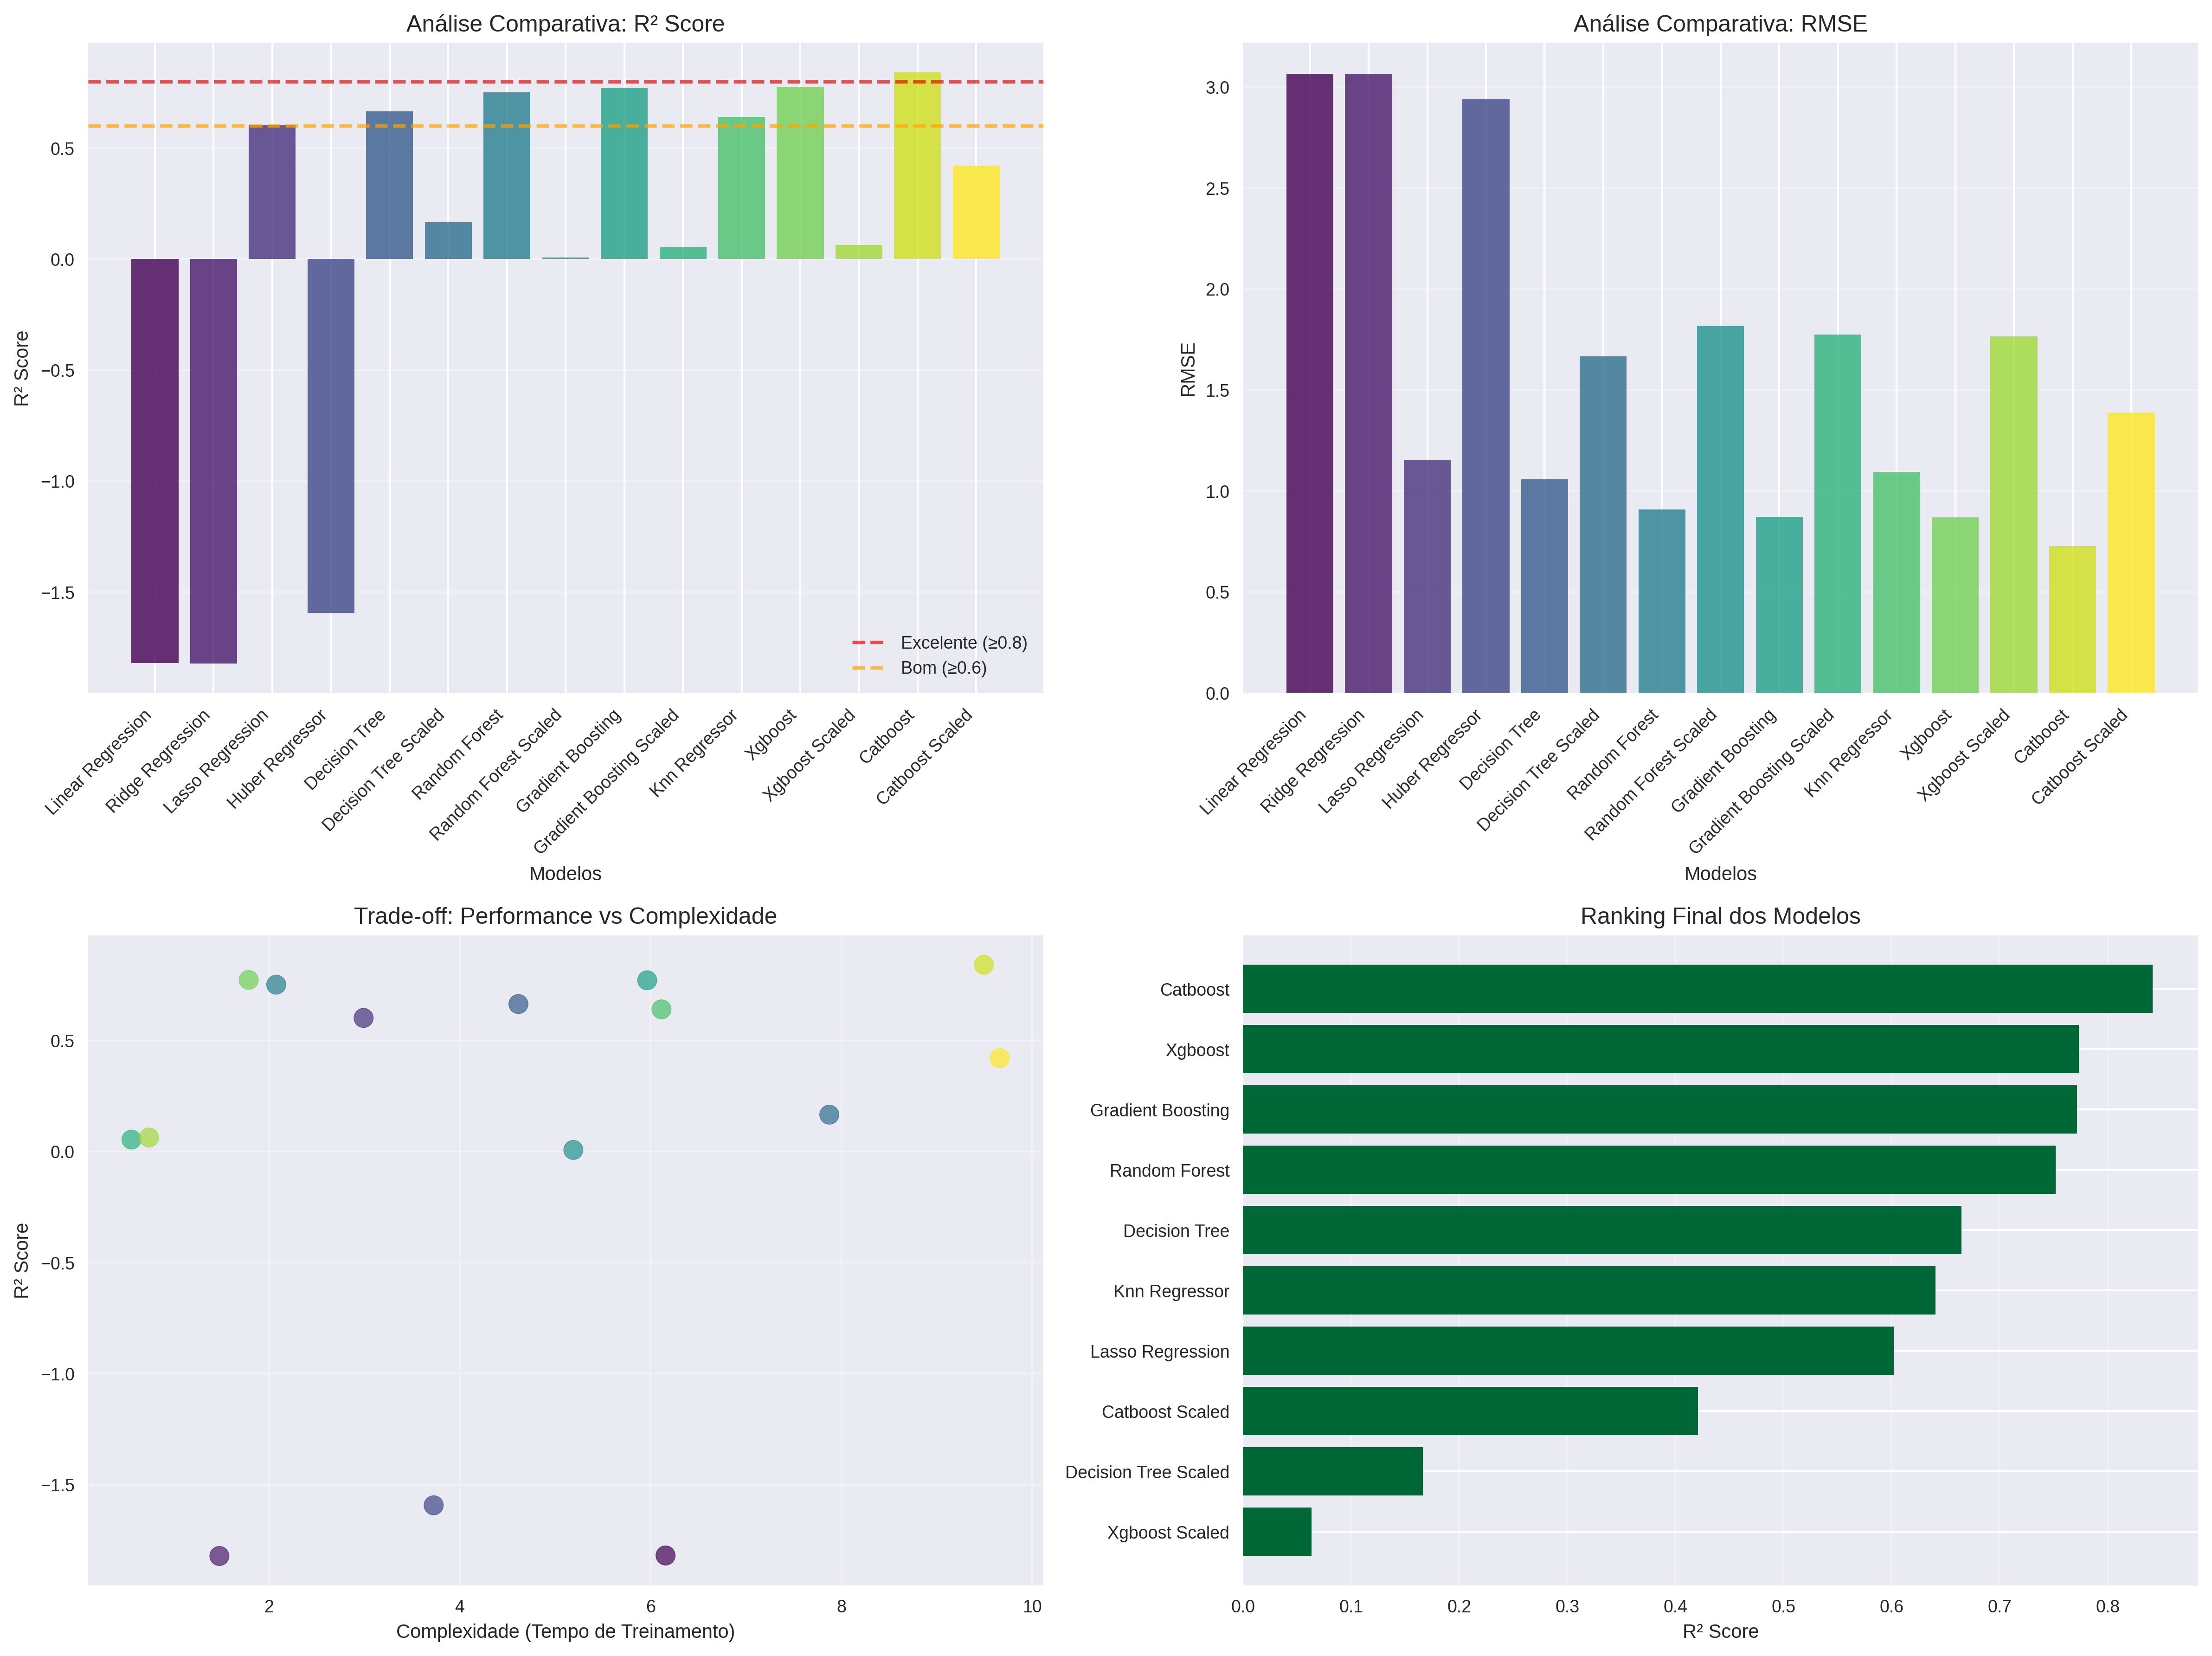 Análise Comparativa: R² Score
R² Score
0.5
0.0
−0.5
−1.0
−1.5
Excelente (≥0.8)
Bom (≥0.6)
Linear Regression
Ridge Regression
Lasso Regression
Huber Regressor
Decision Tree
Decision Tree Scaled
Random Forest
Random Forest Scaled
Gradient Boosting
Gradient Boosting Scaled
Knn Regressor
Xgboost
Xgboost Scaled
Catboost
Catboost Scaled
Modelos
Análise Comparativa: RMSE
RMSE
3.0
2.5
2.0
1.5
1.0
0.5
0.0
Linear Regression
Ridge Regression
Lasso Regression
Huber Regressor
Decision Tree
Decision Tree Scaled
Random Forest
Random Forest Scaled
Gradient Boosting
Gradient Boosting Scaled
Knn Regressor
Xgboost
Xgboost Scaled
Catboost
Catboost Scaled
Modelos
Trade-off: Performance vs Complexidade
R² Score
0.5
0.0
−0.5
−1.0
−1.5
2 4 6 8 10
Complexidade (Tempo de Treinamento)
Ranking Final dos Modelos
Catboost
Xgboost
Gradient Boosting
Random Forest
Decision Tree
Knn Regressor
Lasso Regression
Catboost Scaled
Decision Tree Scaled
Xgboost Scaled
0.0 0.1 0.2 0.3 0.4 0.5 0.6 0.7 0.8
R² Score